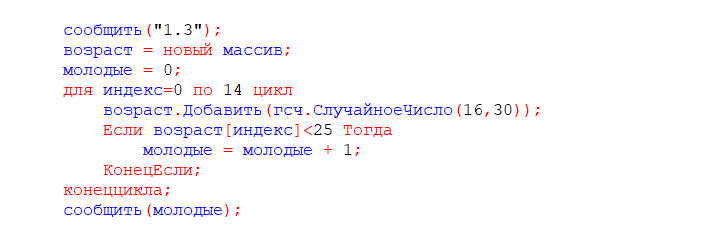 сообщить("1.3");
возраст = новый массив;
молодые = 0;
для индекс=0 по 14 цикл
возраст.Добавить(гсч.СлучайноеЧисло(16,30));
Если возраст[индекс]<25 Тогда
молодые = молодые + 1;
КонецЕсли;
конеццикла;
сообщить(молодые);